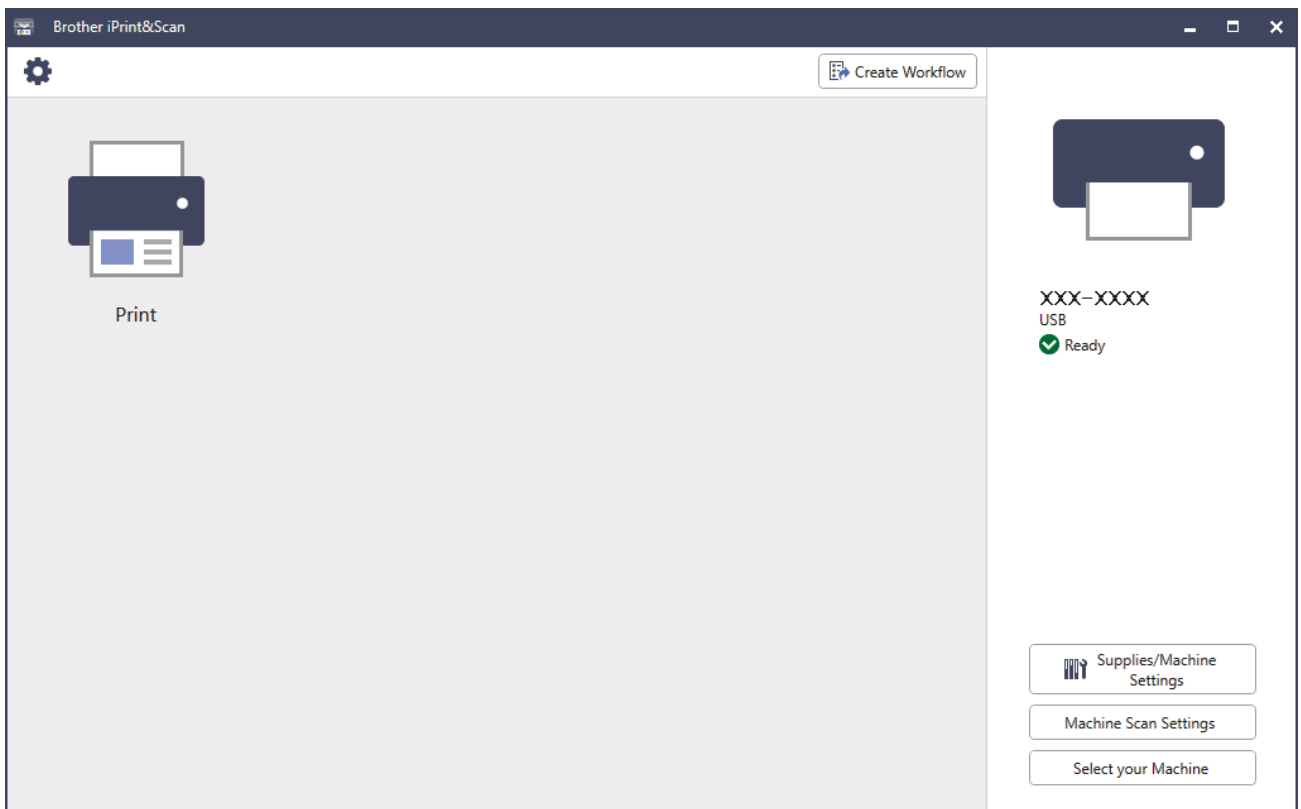 Brother iPrint&Scan
Create Workflow
Print
XXX-XXXX
USB
Ready
Supplies/Machine
Settings
Machine Scan Settings
Select your Machine